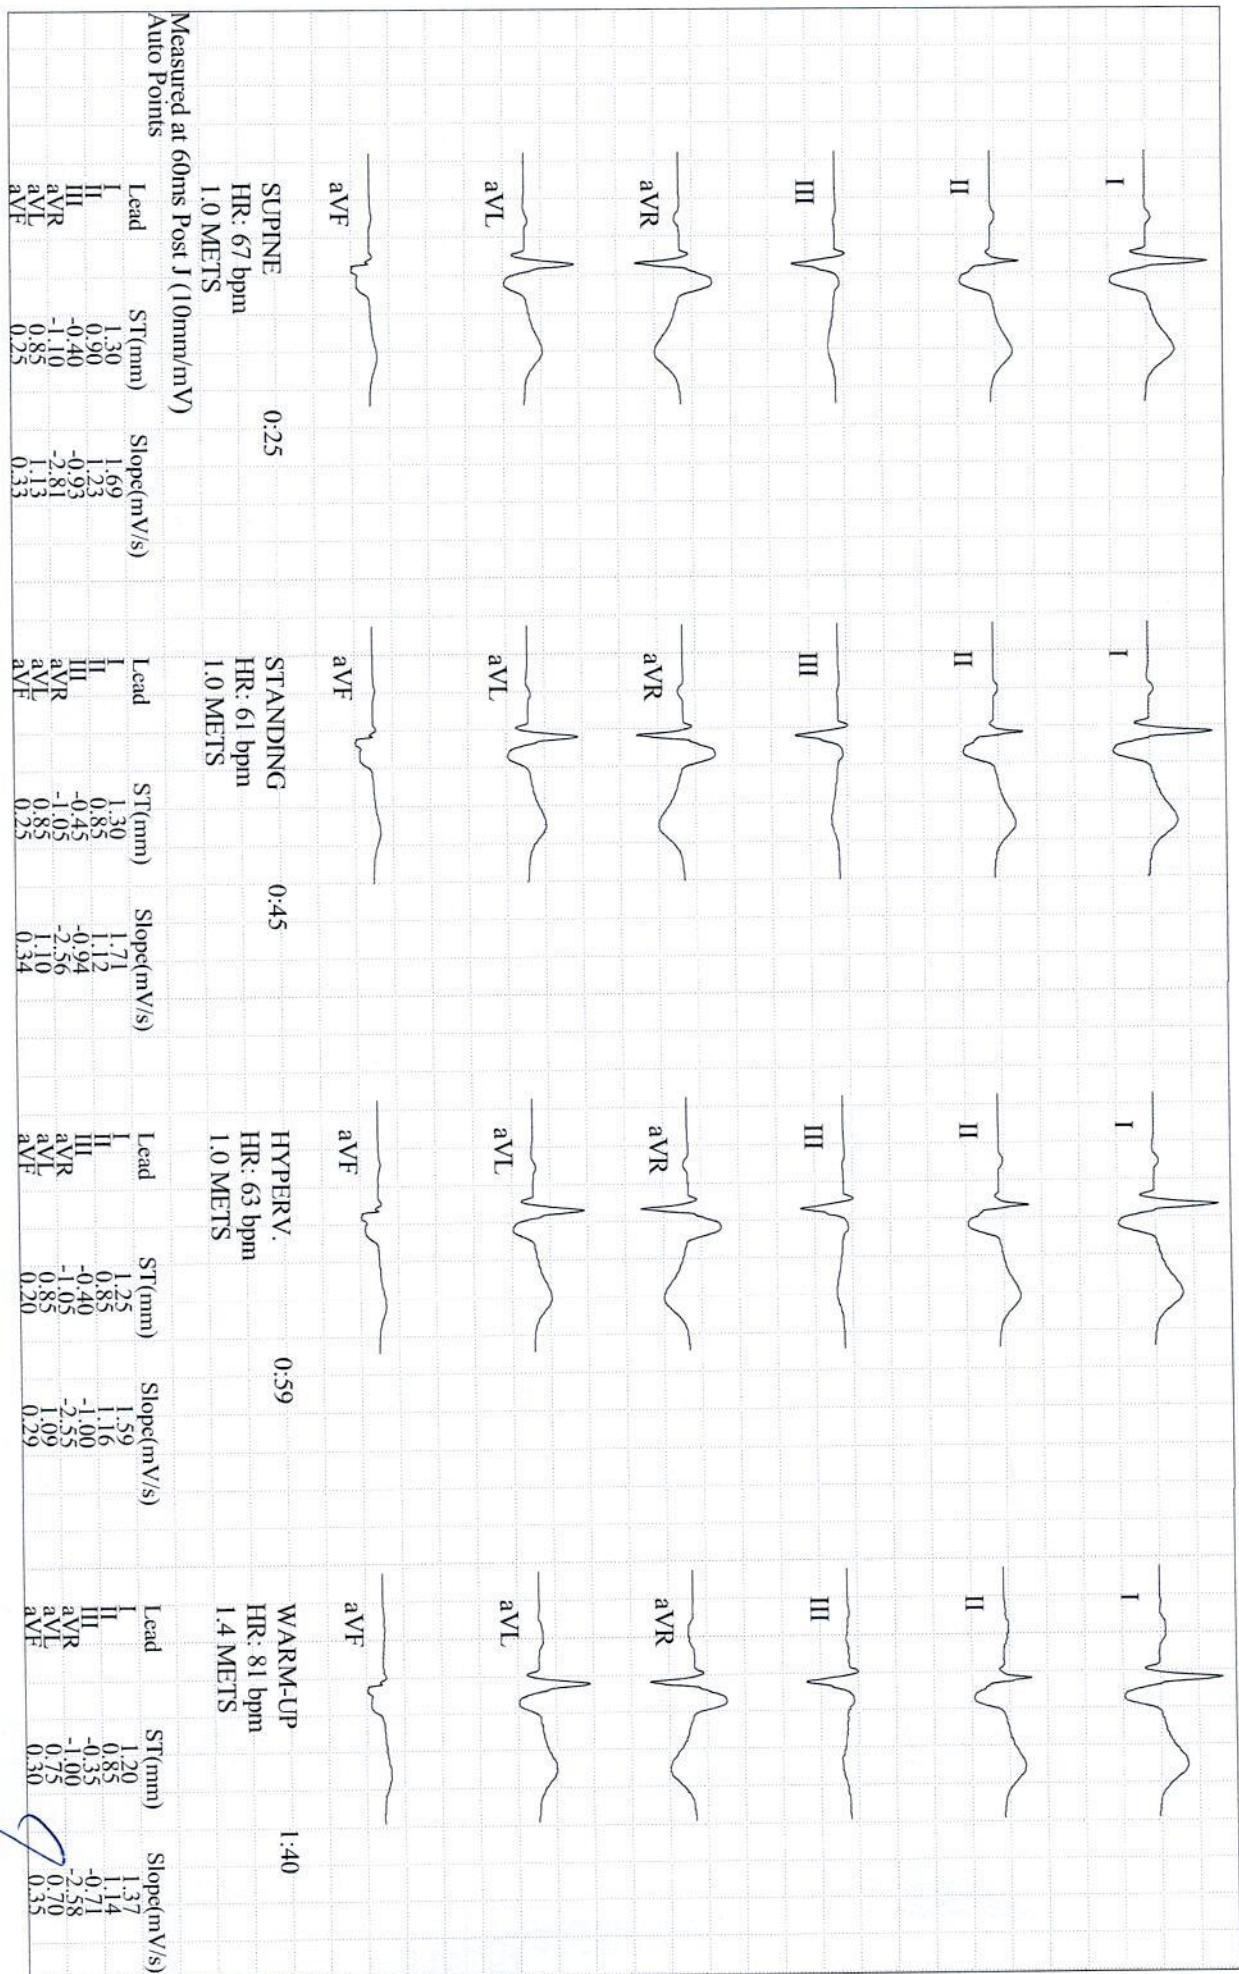 I
I
I
I
II
II
II
II
III
III
III
III
aVR
aVR
aVR
aVR
aVL
aVL
aVL
aVL
aVF
aVF
aVF
aVF
SUPINE 0:25
HR: 67 bpm
1.0 METS
STANDING 0:45
HR: 61 bpm
1.0 METS
HYPERV. 0:59
HR: 63 bpm
1.0 METS
WARM-UP 1:40
HR: 81 bpm
1.4 METS
Measured at 60ms Post J (10mm/mV)
Auto Points
Lead ST(mm) Slope(mV/s)
I 1.30 1.69
II 0.90 1.23
III -0.40 -0.93
aVR -1.10 -2.81
aVL 0.85 1.13
aVF 0.25 0.33
Lead ST(mm) Slope(mV/s)
I 1.30 1.71
II 0.85 1.12
III -0.45 -0.94
aVR -1.05 -2.56
aVL 0.85 1.10
aVF 0.25 0.34
Lead ST(mm) Slope(mV/s)
I 1.25 1.59
II 0.85 1.16
III -0.40 -1.00
aVR -1.05 -2.55
aVL 0.85 1.09
aVF 0.20 0.29
Lead ST(mm) Slope(mV/s)
I 1.20 1.37
II 0.85 1.14
III -0.35 -0.71
aVR -1.00 -2.58
aVL 0.75 0.70
aVF 0.30 0.35